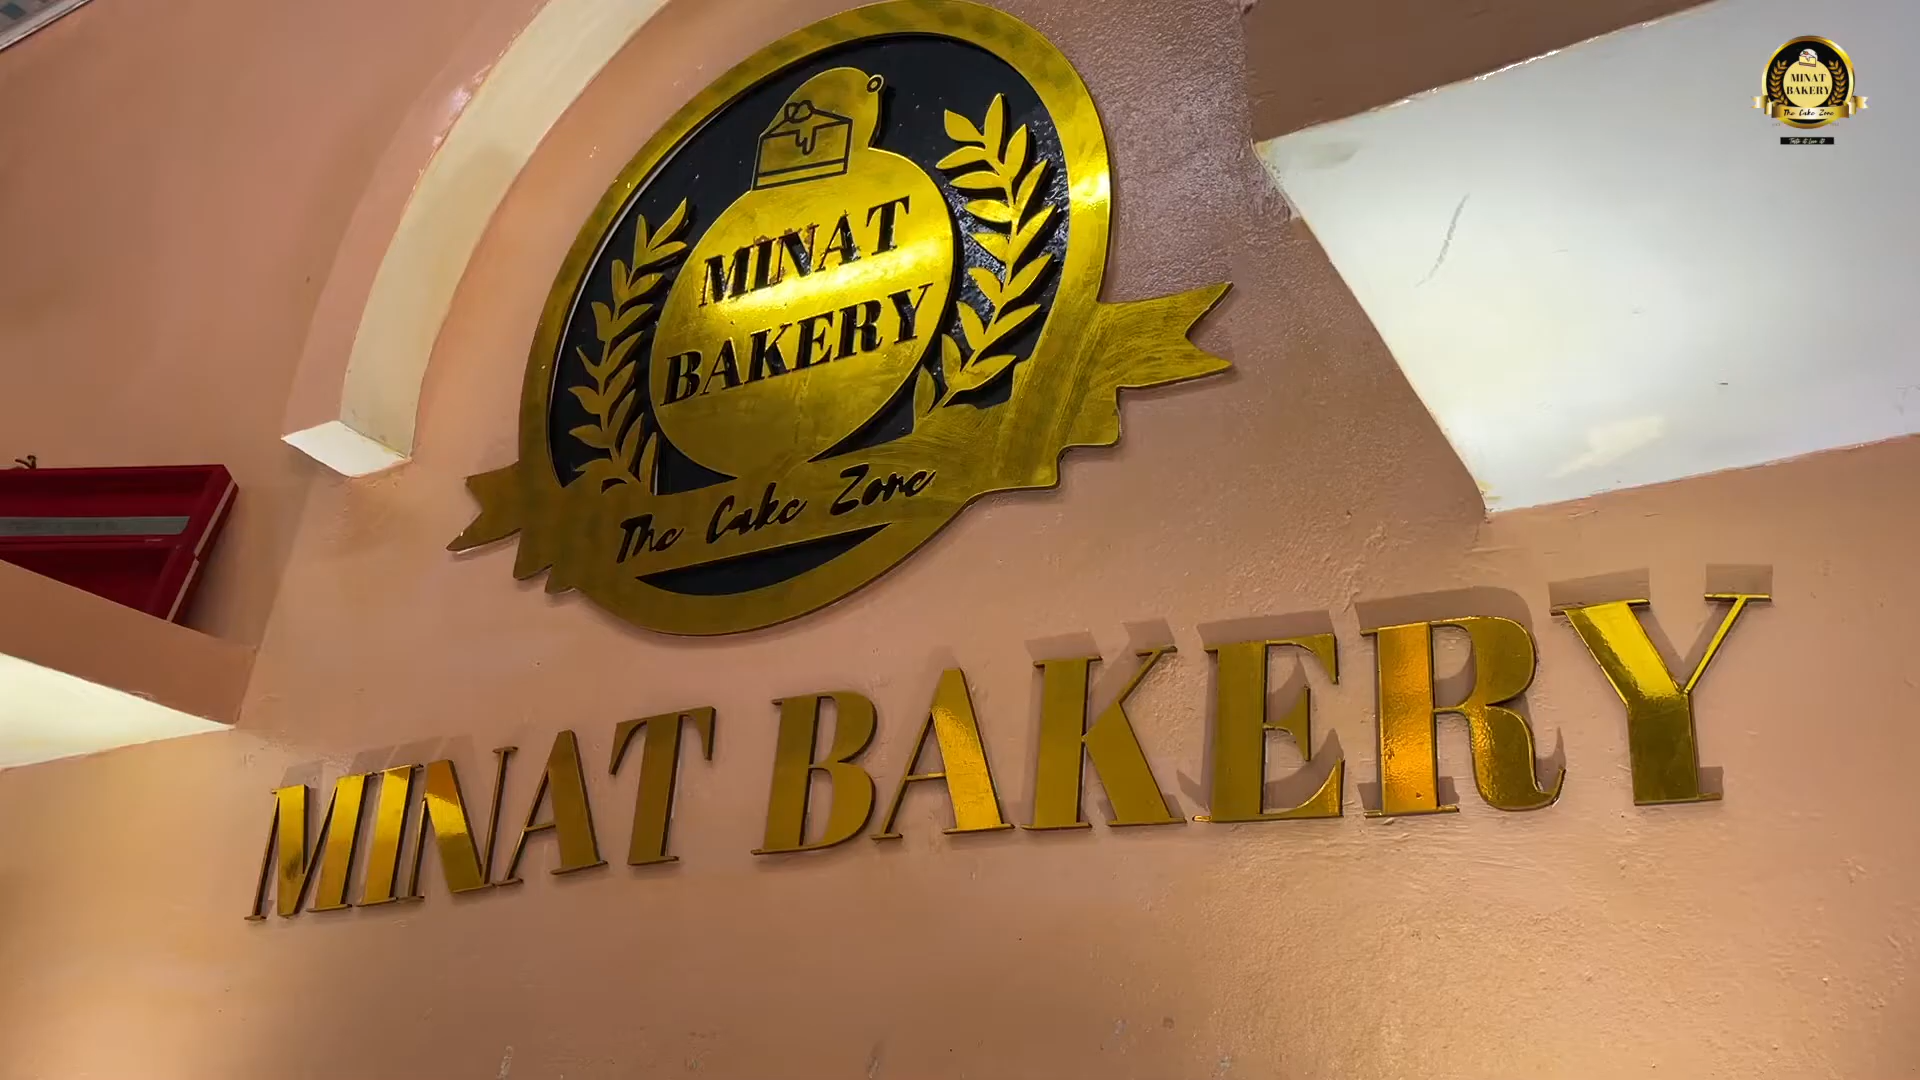 MINAT
BAKERY
The Cake Zone
MINAT BAKERY
MINAT
BAKERY
The Cake Zone